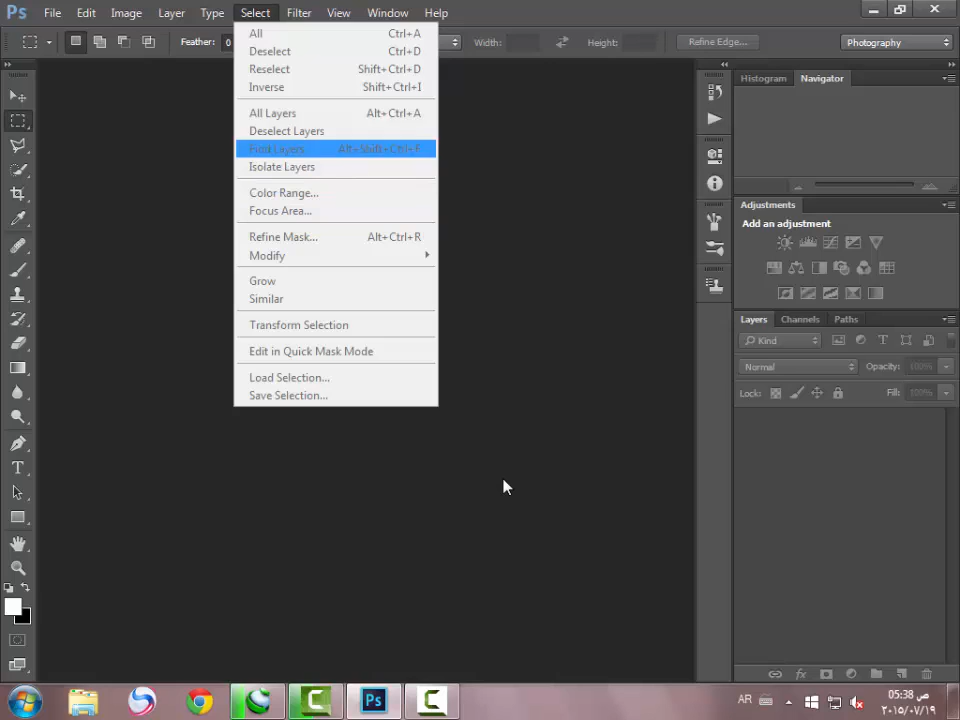 Ps File Edit Image Layer Type Select Filter View Window Help
Feather: 0 Width: Height: Refine Edge... Photography
All Ctrl+A
Deselect Ctrl+D
Reselect Shift+Ctrl+D
Inverse Shift+Ctrl+I
All Layers Alt+Ctrl+A
Deselect Layers
Find Layers Alt+Shift+Ctrl+F
Isolate Layers
Color Range...
Focus Area...
Refine Mask... Alt+Ctrl+R
Modify
Grow
Similar
Transform Selection
Edit in Quick Mask Mode
Load Selection...
Save Selection...
Histogram Navigator
Adjustments
Add an adjustment
Layers Channels Paths
Kind
Normal Opacity: 100%
Lock: Fill: 100%
Ps AR 05:38 ص
٢٠١٥/٠٧/١٩